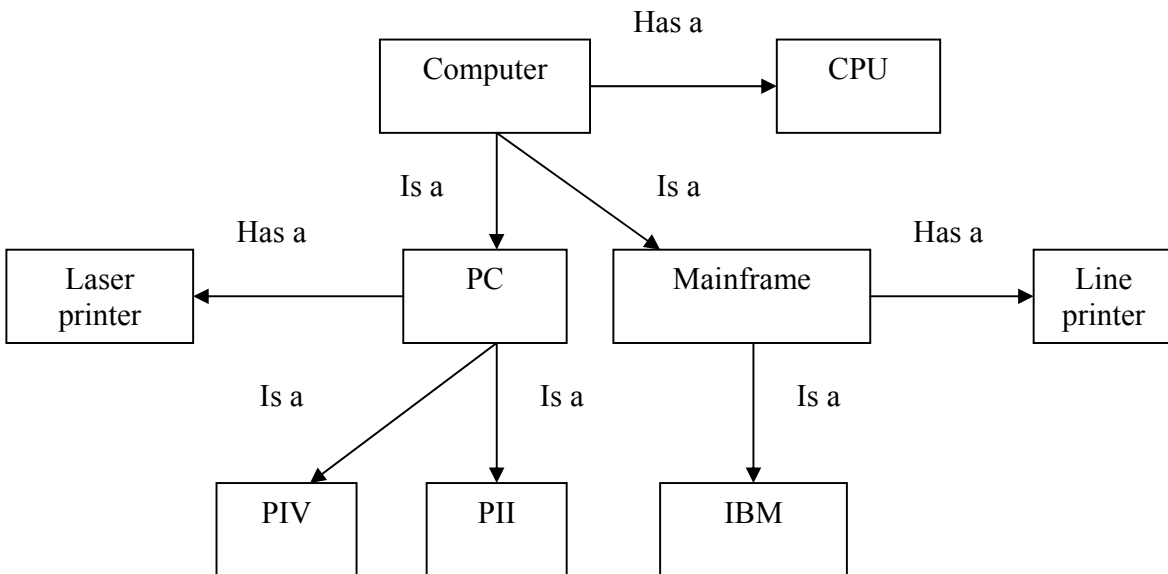 Has a
Computer
CPU
Is a
Is a
Has a
Has a
Laser
printer
PC
Mainframe
Line
printer
Is a
Is a
Is a
PIV
PII
IBM